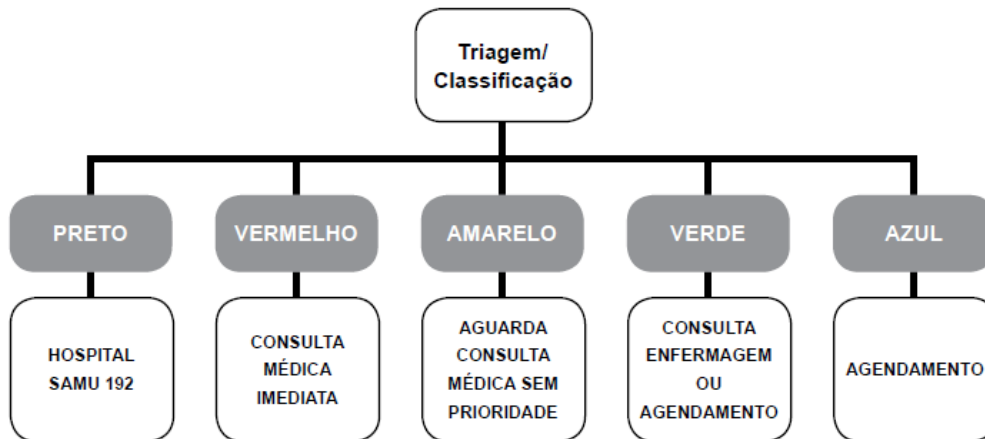 Triagem/
Classificação
PRETO
VERMELHO
AMARELO
VERDE
AZUL
HOSPITAL
SAMU 192
CONSULTA
MÉDICA
IMEDIATA
AGUARDA
CONSULTA
MÉDICA SEM
PRIORIDADE
CONSULTA
ENFERMAGEM
OU
AGENDAMENTO
AGENDAMENTO